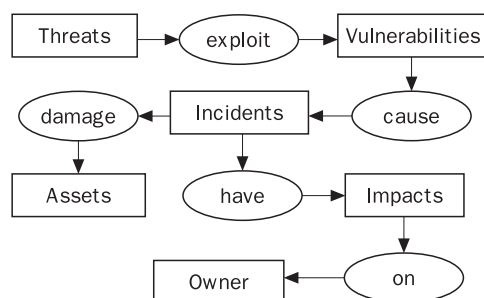 Threats
exploit
Vulnerabilities
damage
Incidents
cause
Assets
have
Impacts
Owner
on